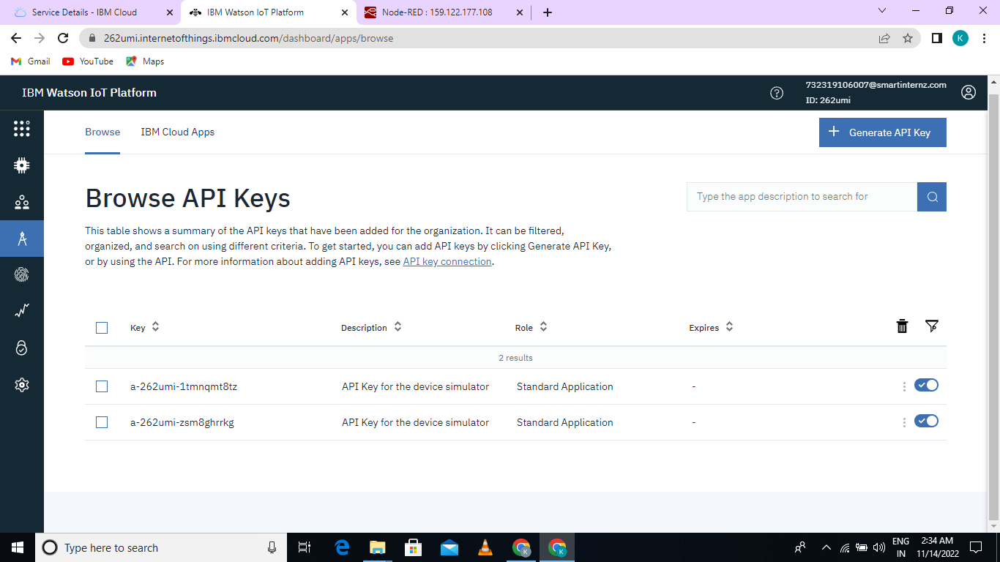 Service Details - IBM Cloud
IBM Watson IoT Platform
Node-RED : 159.122.177.108
262umi.internetofthings.ibmcloud.com/dashboard/apps/browse
K
Gmail
YouTube
Maps
IBM Watson IoT Platform
732319106007@smartinternz.com
ID: 262umi
Browse
IBM Cloud Apps
Generate API Key
Browse API Keys
Type the app description to search for
This table shows a summary of the API keys that have been added for the organization. It can be filtered,
organized, and search on using different criteria. To get started, you can add API keys by clicking Generate API Key,
or by using the API. For more information about adding API keys, see API key connection.
Key
Description
Role
Expires
2 results
a-262umi-1tmnqmt8tz
API Key for the device simulator
Standard Application
-
a-262umi-zsm8ghrrkg
API Key for the device simulator
Standard Application
-
Type here to search
K
K
ENG
IN
2:34 AM
11/14/2022